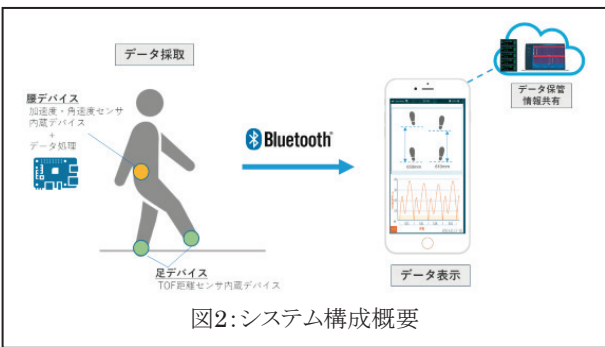 データ採取
腰デバイス
加速度・角速度センサ
内蔵デバイス
+
データ処理
Bluetooth
足デバイス
TOF距離センサ内蔵デバイス
データ表示
データ保管
情報共有
図2:システム構成概要